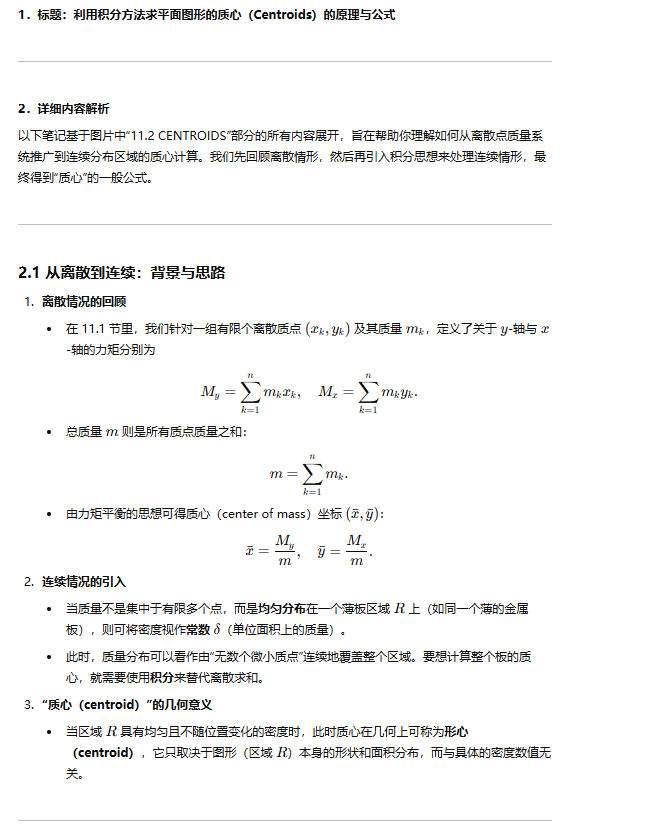 1. 标题：利用积分方法求平面图形的质心（Centroids）的原理与公式
2. 详细内容解析
以下笔记基于图片中“11.2 CENTROIDS”部分的所有内容展开，旨在帮助你理解如何从离散点质量系
统推广到连续分布区域的质心计算。我们先回顾离散情形，然后再引入积分思想来处理连续情形，最
终得到“质心”的一般公式。
2.1 从离散到连续：背景与思路
1. 离散情况的回顾
• 在 11.1 节里，我们针对一组有限个离散质点 (x_k, y_k) 及其质量 m_k，定义了关于 y-轴与 x
-轴的力矩分别为
M_y = \sum_{k=1}^{n} m_k x_k, M_x = \sum_{k=1}^{n} m_k y_k.
• 总质量 m 则是所有质点质量之和：
m = \sum_{k=1}^{n} m_k.
• 由力矩平衡的思想可得质心（center of mass）坐标 (\bar{x}, \bar{y})：
\bar{x} = \frac{M_y}{m}, \bar{y} = \frac{M_x}{m}.
2. 连续情况的引入
• 当质量不是集中于有限多个点，而是均匀分布在一个薄板区域 R 上（如同一个薄的金属
板），则可将密度视作常数 δ（单位面积上的质量）。
• 此时，质量分布可以看作由“无数个微小质点”连续地覆盖整个区域。要想计算整个板的质
心，就需要使用积分来替代离散求和。
3. “质心（centroid）”的几何意义
• 当区域 R 具有均匀且不随位置变化的密度时，此时质心在几何上可称为形心
（centroid），它只取决于图形（区域 R）本身的形状和面积分布，而与具体的密度数值无
关。